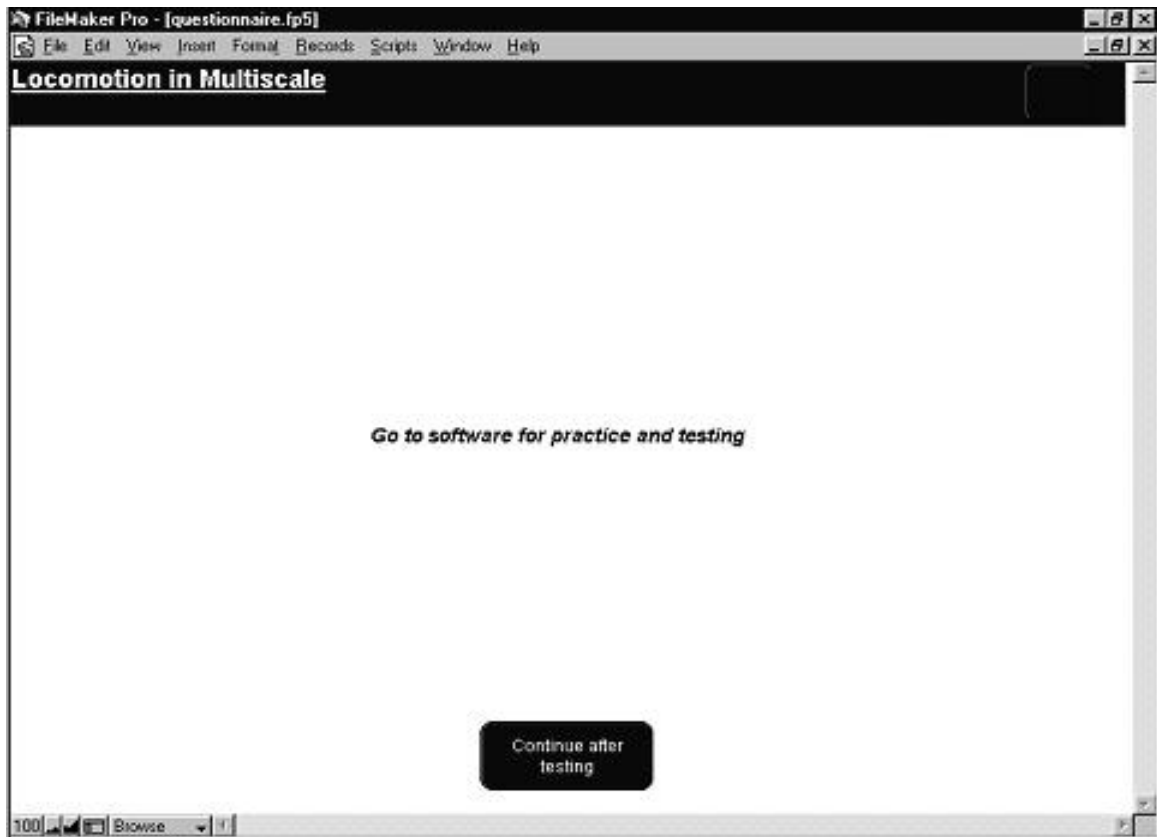 FileMaker Pro - [questionnaire.fp5]
File Edit View Insert Format Records Scripts Window Help
Locomotion in Multiscale
Go to software for practice and testing
Continue after
testing
100 Browse